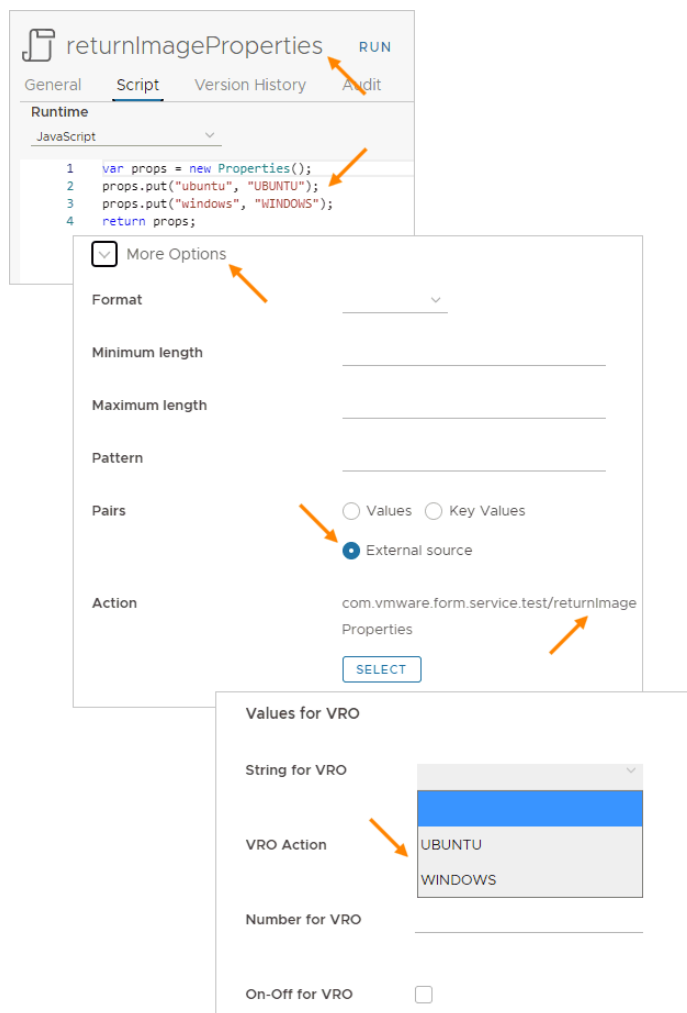 returnImageProperties RUN
General Script Version History Audit
Runtime
JavaScript
1 var props = new Properties();
2 props.put("ubuntu", "UBUNTU");
3 props.put("windows", "WINDOWS");
4 return props;
More Options
Format
Minimum length
Maximum length
Pattern
Pairs Values Key Values
External source
Action com.vmware.form.service.test/returnImage
Properties
SELECT
Values for VRO
String for VRO
VRO Action UBUNTU
WINDOWS
Number for VRO
On-Off for VRO